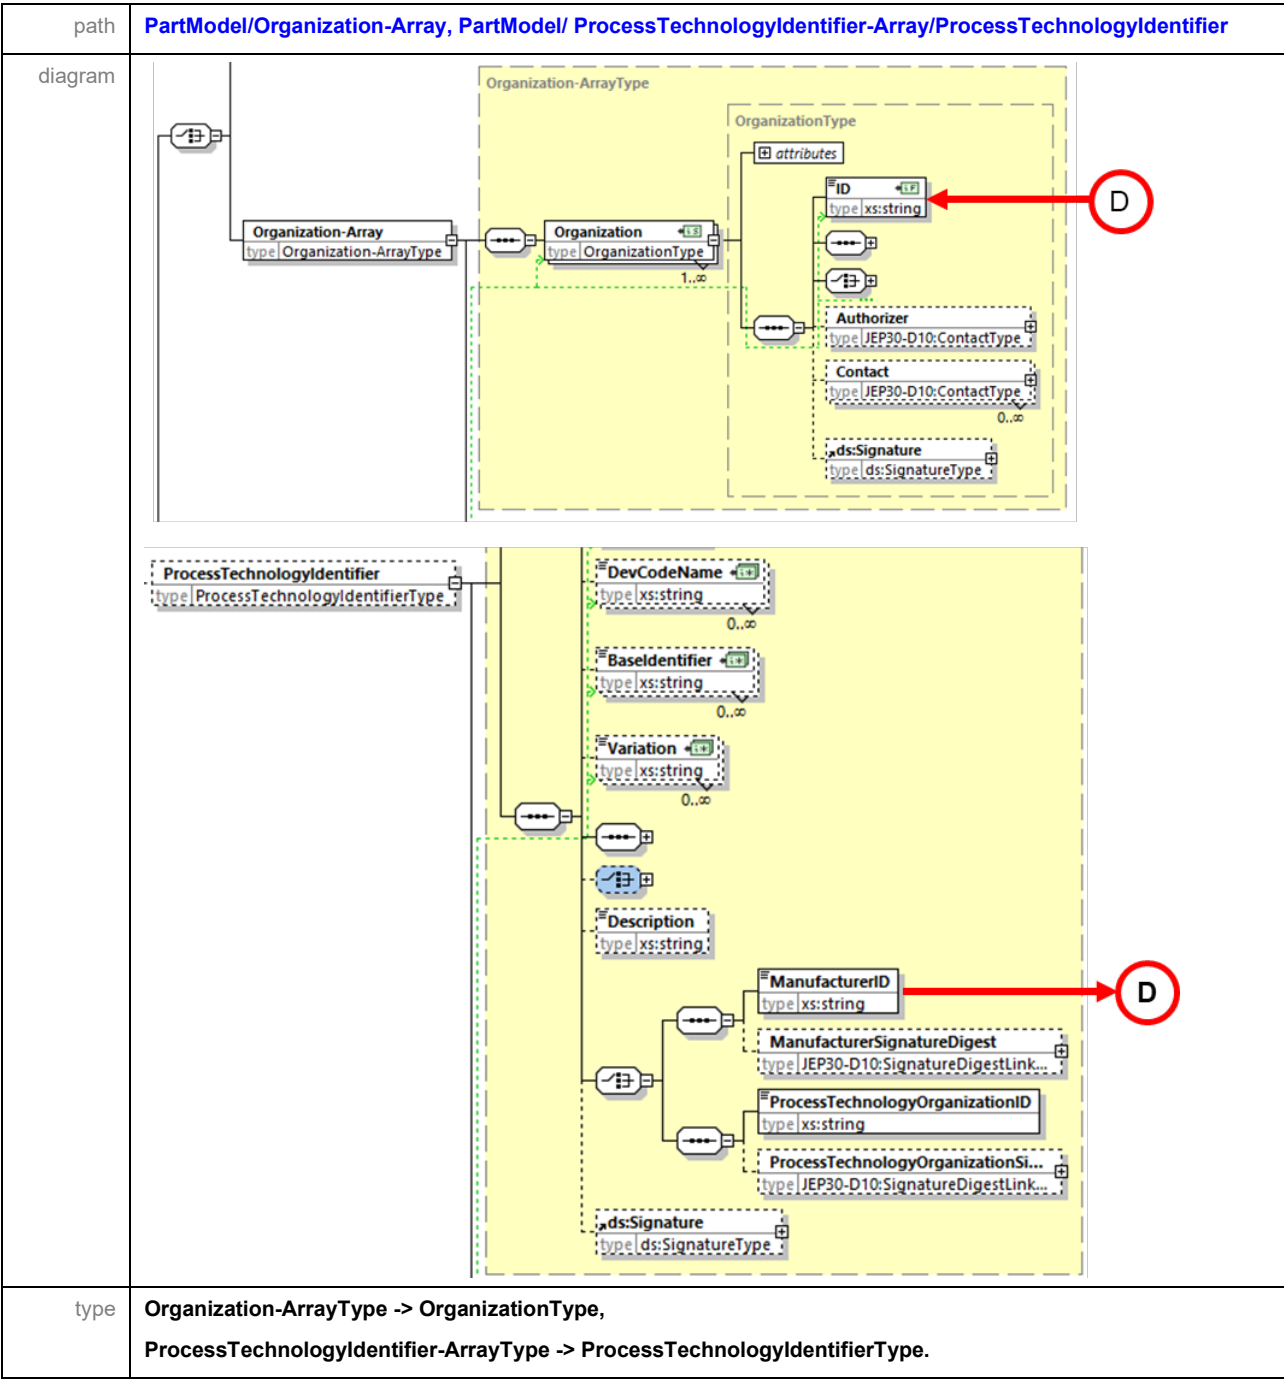 path
PartModel/Organization-Array, PartModel/ ProcessTechnologyIdentifier-Array/ProcessTechnologyIdentifier
diagram
Organization-ArrayType
OrganizationType
attributes
ID
type xs:string
D
Organization-Array
type Organization-ArrayType
Organization
type OrganizationType
1..∞
Authorizer
type JEP30-D10:ContactType
Contact
type JEP30-D10:ContactType
0..∞
ds:Signature
type ds:SignatureType
ProcessTechnologyIdentifier
type ProcessTechnologyIdentifierType
DevCodeName
type xs:string
0..∞
BaseIdentifier
type xs:string
0..∞
Variation
type xs:string
0..∞
Description
type xs:string
ManufacturerID
type xs:string
D
ManufacturerSignatureDigest
type JEP30-D10:SignatureDigestLink...
ProcessTechnologyOrganizationID
type xs:string
ProcessTechnologyOrganizationSi...
type JEP30-D10:SignatureDigestLink...
ds:Signature
type ds:SignatureType
type
Organization-ArrayType -> OrganizationType,
ProcessTechnologyIdentifier-ArrayType -> ProcessTechnologyIdentifierType.